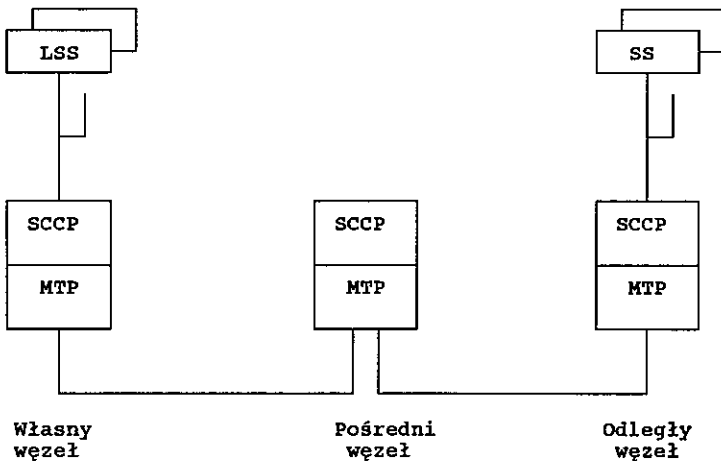 LSS
SS
SCCP
SCCP
SCCP
MTP
MTP
MTP
Własny
węzeł
Pośredni
węzeł
Odległy
węzeł